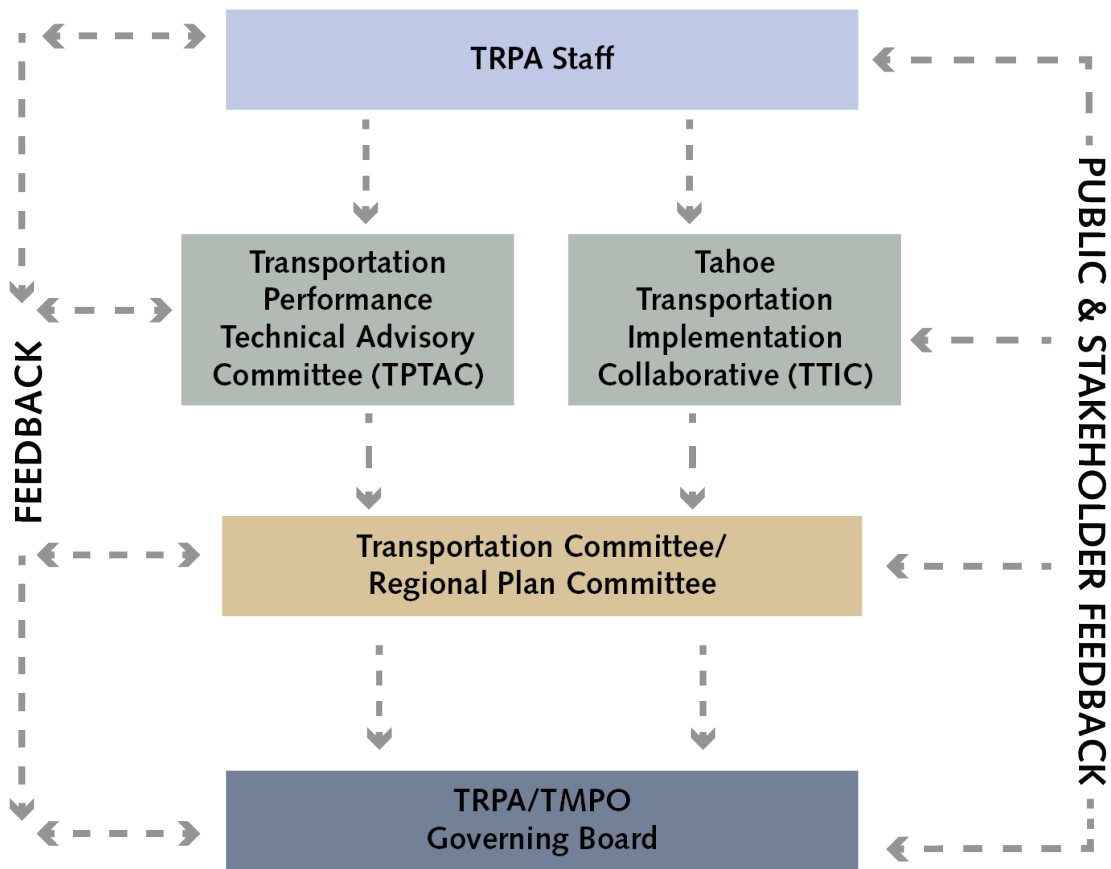 TRPA Staff
Transportation
Performance
Technical Advisory
Committee (TPTAC)
Tahoe
Transportation
Implementation
Collaborative (TTIC)
Transportation Committee/
Regional Plan Committee
TRPA/TMPO
Governing Board
FEEDBACK
PUBLIC & STAKEHOLDER FEEDBACK